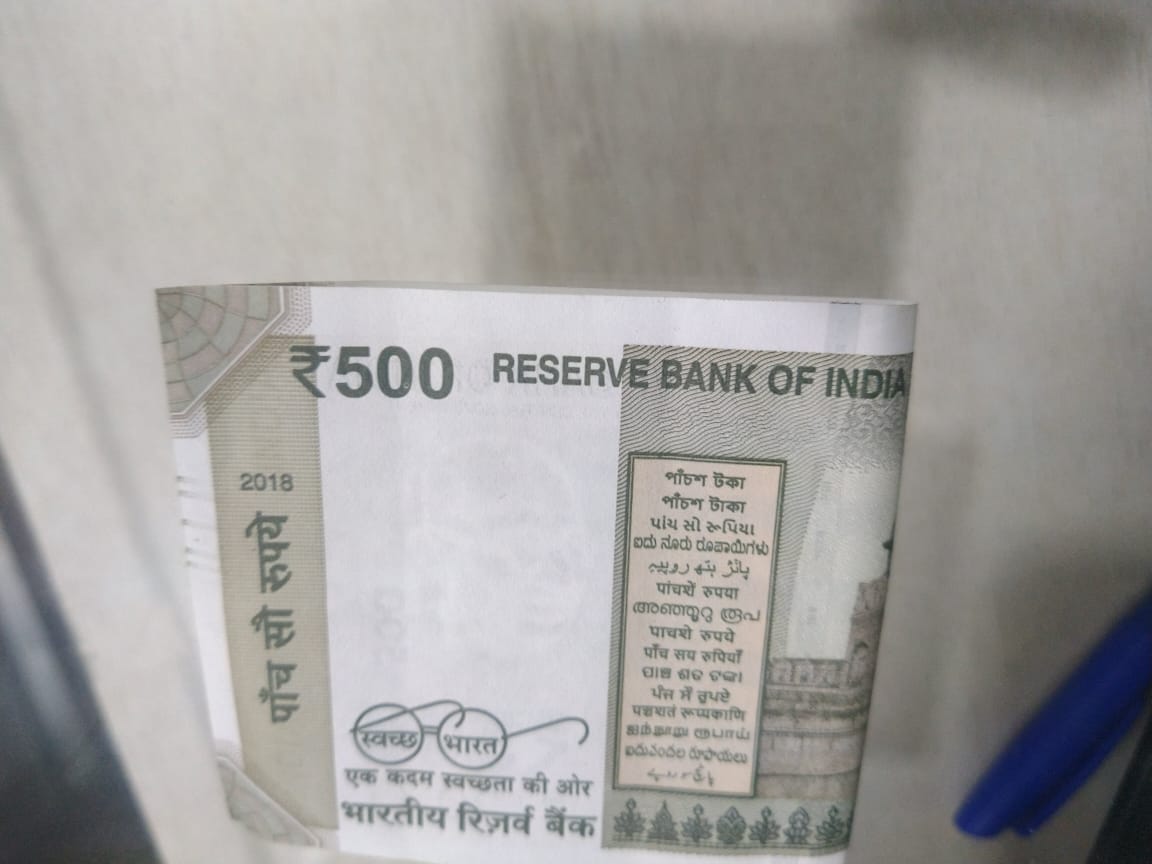 ₹500 RESERVE BANK OF INDIA
2018
पाँच सौ रुपये
পাঁচশ টকা
পাঁচশ টাকা
પાંચ સો રૂપિયા
ಐದು ನೂರು ರೂಪಾಯಿಗಳು
پانژ ہتھ روپیہ
पांचशें रुपया
അഞ്ഞൂറു രൂപ
पाचशे रुपये
पाँच सय रुपियाँ
ପାଞ୍ଚ ଶତ ଟଙ୍କା
ਪੰਜ ਸੌ ਰੁਪਏ
पञ्चशतं रूप्यकाणि
ஐந்நூறு ரூபாய்
ఐదువందల రూపాయలు
स्वच्छ भारत
एक कदम स्वच्छता की ओर
भारतीय रिज़र्व बैंक